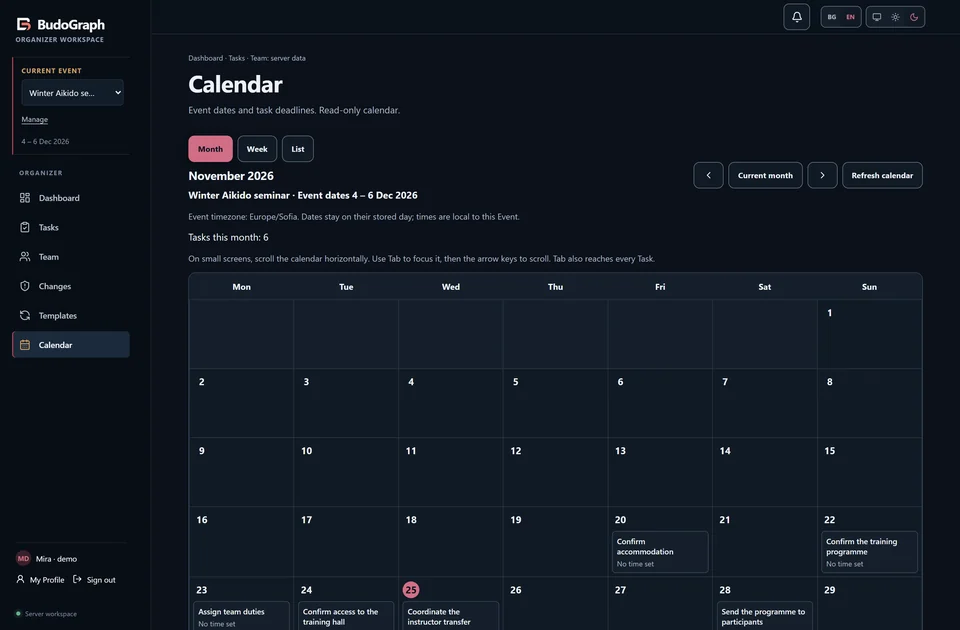 BudoGraph
ORGANIZER WORKSPACE
CURRENT EVENT
Winter Aikido se...
Manage
4 – 6 Dec 2026
ORGANIZER
Dashboard
Tasks
Team
Changes
Templates
Calendar
MD Mira · demo
My Profile Sign out
Server workspace
BG EN
Dashboard · Tasks · Team: server data
Calendar
Event dates and task deadlines. Read-only calendar.
Month Week List
November 2026
Current month Refresh calendar
Winter Aikido seminar · Event dates 4 – 6 Dec 2026
Event timezone: Europe/Sofia. Dates stay on their stored day; times are local to this Event.
Tasks this month: 6
On small screens, scroll the calendar horizontally. Use Tab to focus it, then the arrow keys to scroll. Tab also reaches every Task.
Mon Tue Wed Thu Fri Sat Sun
1
2 3 4 5 6 7 8
9 10 11 12 13 14 15
16 17 18 19 20 21 22
Confirm accommodation
No time set
Confirm the training programme
No time set
23 24 25 26 27 28 29
Assign team duties
No time set
Confirm access to the training hall
Coordinate the instructor transfer
Send the programme to participants